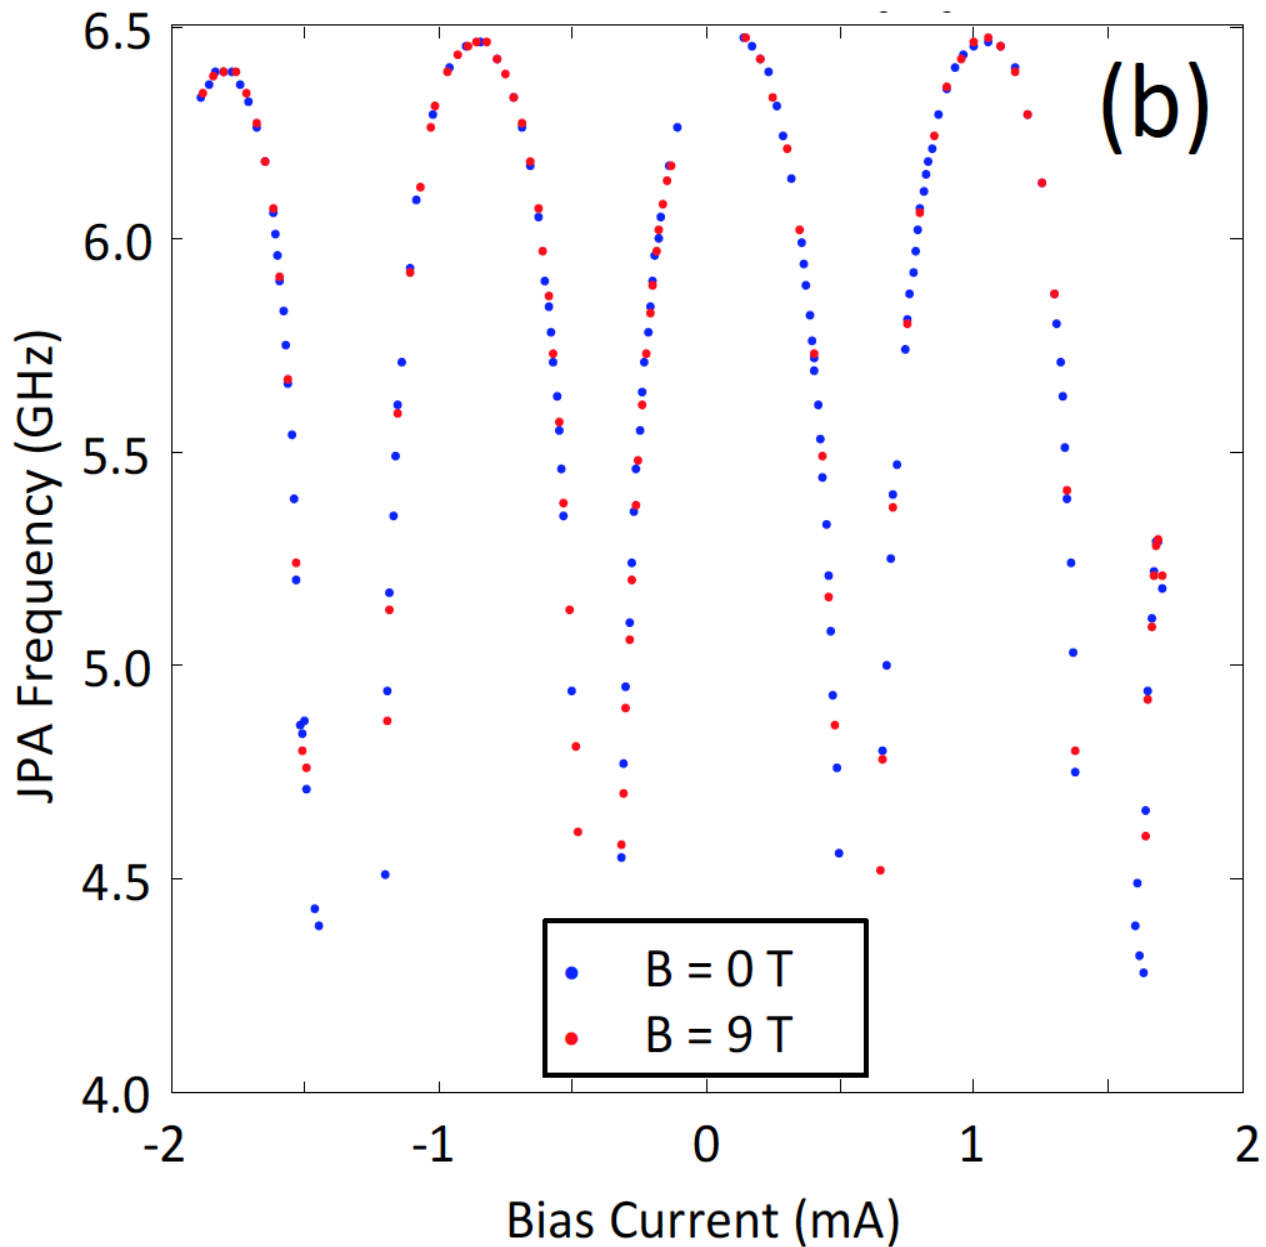 6.5
(b)
6.0
5.5
5.0
4.5
4.0
JPA Frequency (GHz)
B = 0 T
B = 9 T
-2
-1
0
1
2
Bias Current (mA)